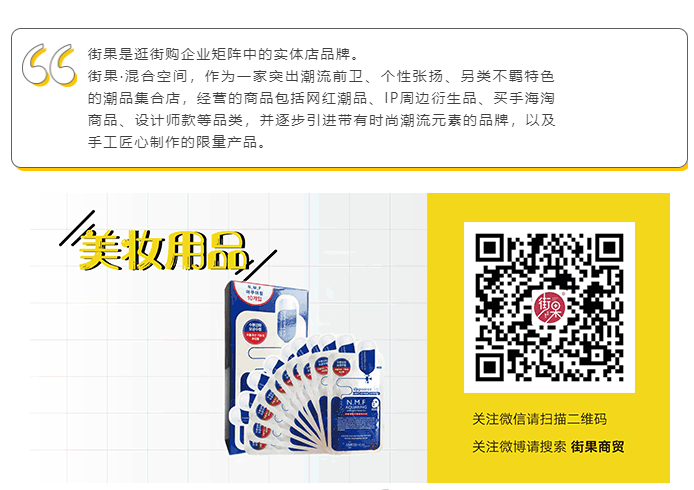 街果是逛街购企业矩阵中的实体店品牌。
街果·混合空间，作为一家突出潮流前卫、个性张扬、另类不羁特色
的潮品集合店，经营的商品包括网红潮品、IP周边衍生品、买手海淘
商品、设计师款等品类，并逐步引进带有时尚潮流元素的品牌，以及
手工匠心制作的限量产品。
美妆用品
N.M.F
10개입
N.M.F
AQUARING
街果
关注微信请扫描二维码
关注微博请搜索 街果商贸